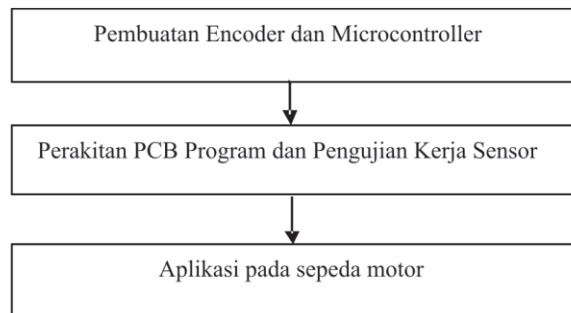 Pembuatan Encoder dan Microcontroller
Perakitan PCB Program dan Pengujian Kerja Sensor
Aplikasi pada sepeda motor